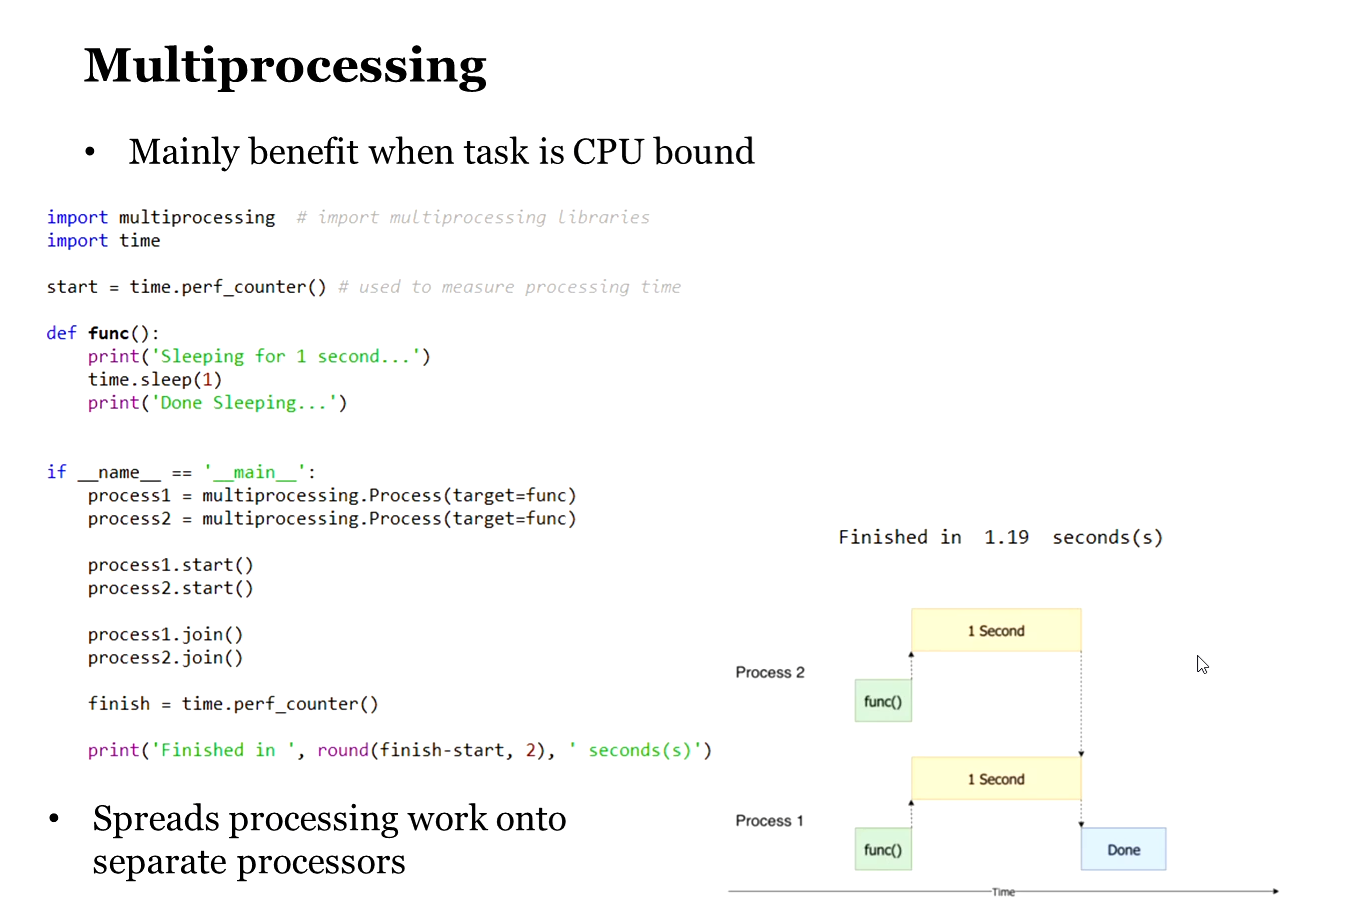 Multiprocessing
• Mainly benefit when task is CPU bound
import multiprocessing  # import multiprocessing libraries
import time
start = time.perf_counter() # used to measure processing time
def func():
    print('Sleeping for 1 second...')
    time.sleep(1)
    print('Done Sleeping...')
if __name__ == '__main__':
    process1 = multiprocessing.Process(target=func)
    process2 = multiprocessing.Process(target=func)
    process1.start()
    process2.start()
    process1.join()
    process2.join()
    finish = time.perf_counter()
    print('Finished in ', round(finish-start, 2), ' seconds(s)')
• Spreads processing work onto
separate processors
Finished in  1.19  seconds(s)
1 Second
Process 2
func()
1 Second
Process 1
func()
Done
Time